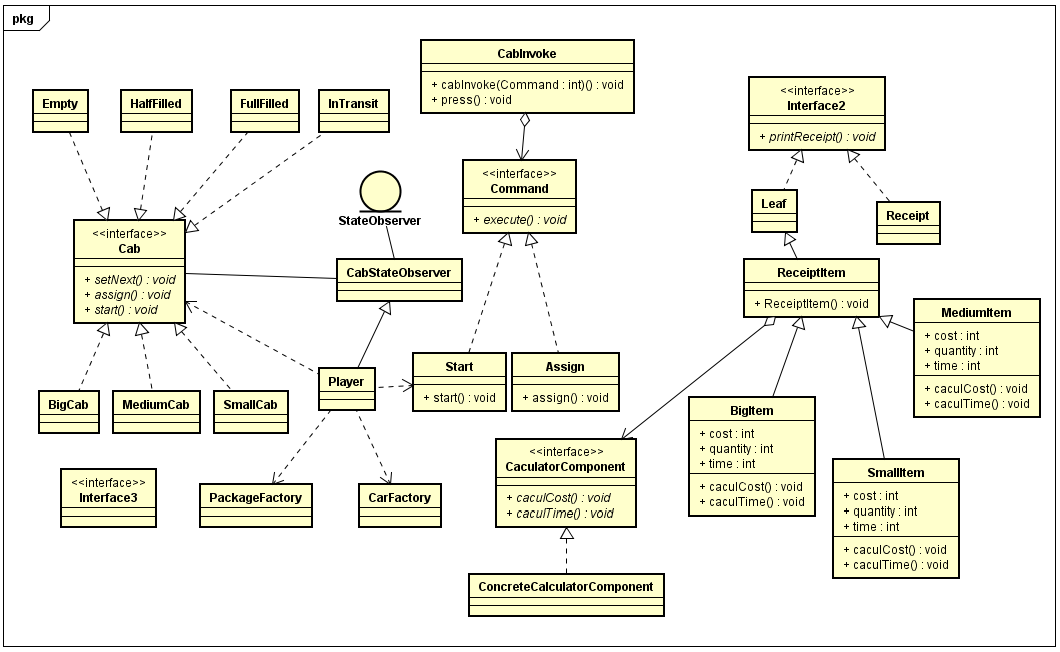 pkg
CabInvoke
+ cabInvoke(Command : int)() : void
+ press() : void
Empty
HalfFilled
FullFilled
InTransit
<<interface>>
Interface2
+ printReceipt() : void
<<interface>>
Command
+ execute() : void
StateObserver
Leaf
Receipt
<<interface>>
Cab
+ setNext() : void
+ assign() : void
+ start() : void
CabStateObserver
ReceiptItem
+ ReceiptItem() : void
MediumItem
+ cost : int
+ quantity : int
+ time : int
+ caculCost() : void
+ caculTime() : void
Start
+ start() : void
Assign
+ assign() : void
Player
BigCab
MediumCab
SmallCab
BigItem
+ cost : int
+ quantity : int
+ time : int
+ caculCost() : void
+ caculTime() : void
<<interface>>
CaculatorComponent
+ caculCost() : void
+ caculTime() : void
SmallItem
+ cost : int
+ quantity : int
+ time : int
+ caculCost() : void
+ caculTime() : void
<<interface>>
Interface3
PackageFactory
CarFactory
ConcreteCalculatorComponent